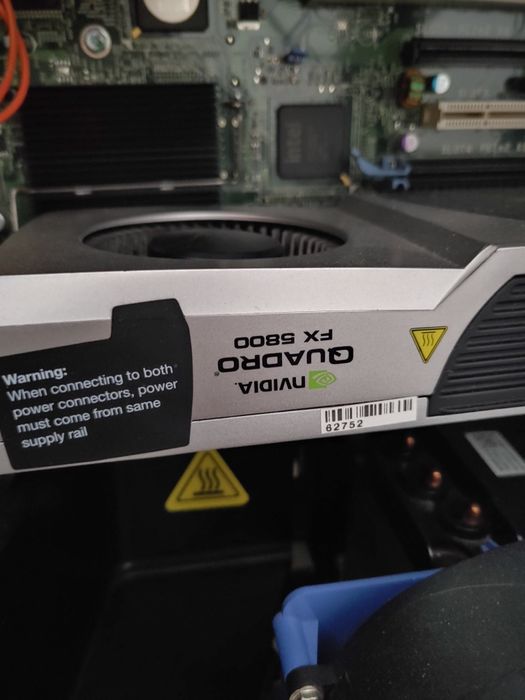 Warning:
When connecting to both
power connectors, power
must come from same
supply rail
NVIDIA.
QUADRO®
FX 5800
62752